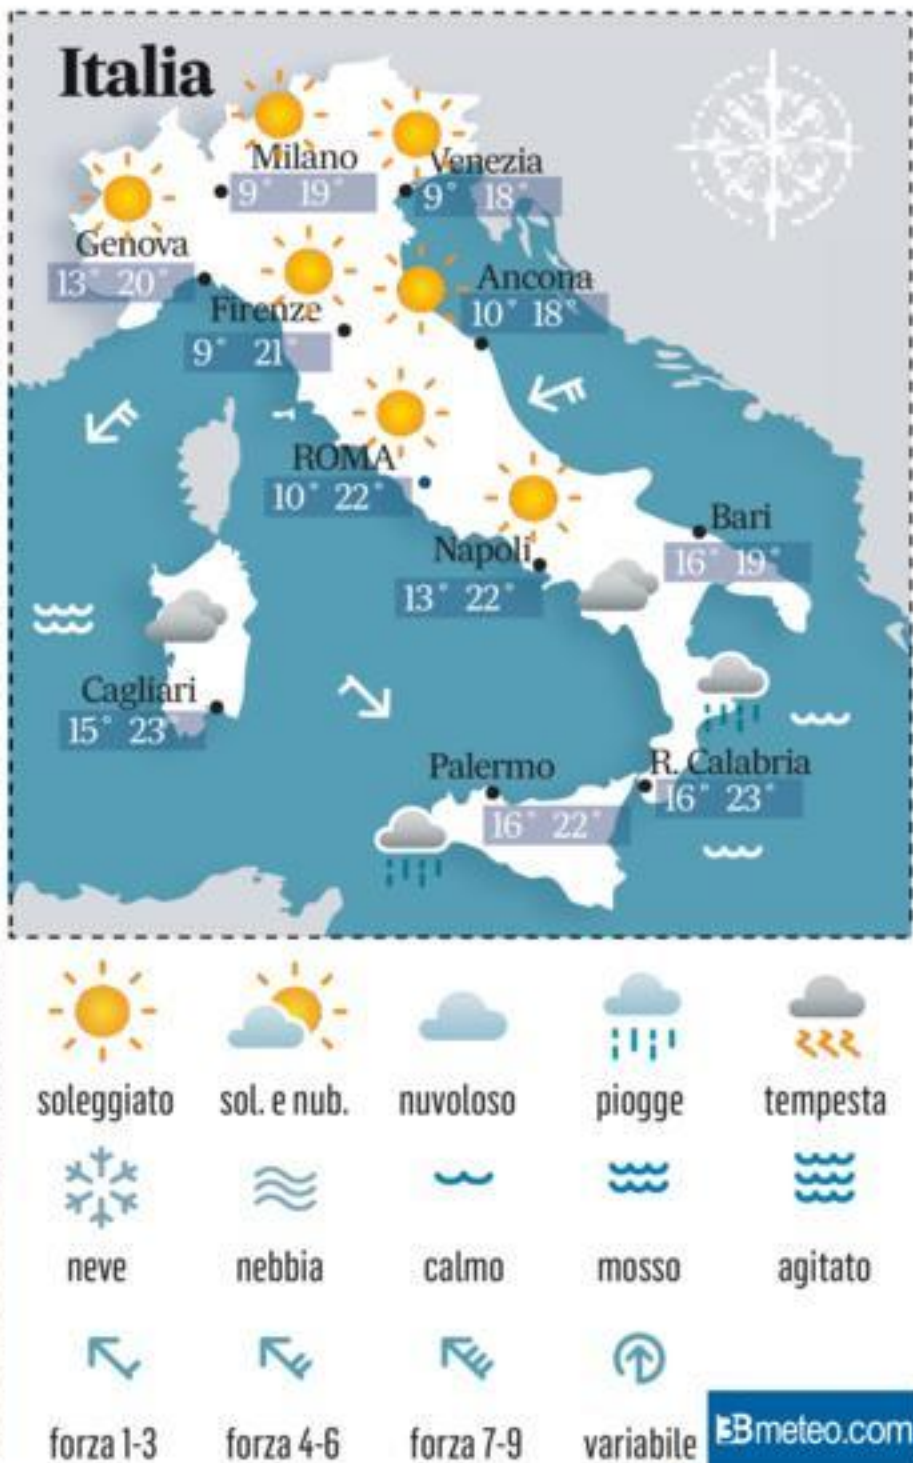 Italia
Milano
9° 19°
Venezia
9° 18°
Genova
13° 20°
Firenze
9° 21°
Ancona
10° 18°
ROMA
10° 22°
Napoli
13° 22°
Bari
16° 19°
Cagliari
15° 23
Palermo
16° 22°
R. Calabria
16° 23°
soleggiato sol. e nub. nuvoloso piogge tempesta
neve nebbia calmo mosso agitato
forza 1-3 forza 4-6 forza 7-9 variabile
3Bmeteo.com